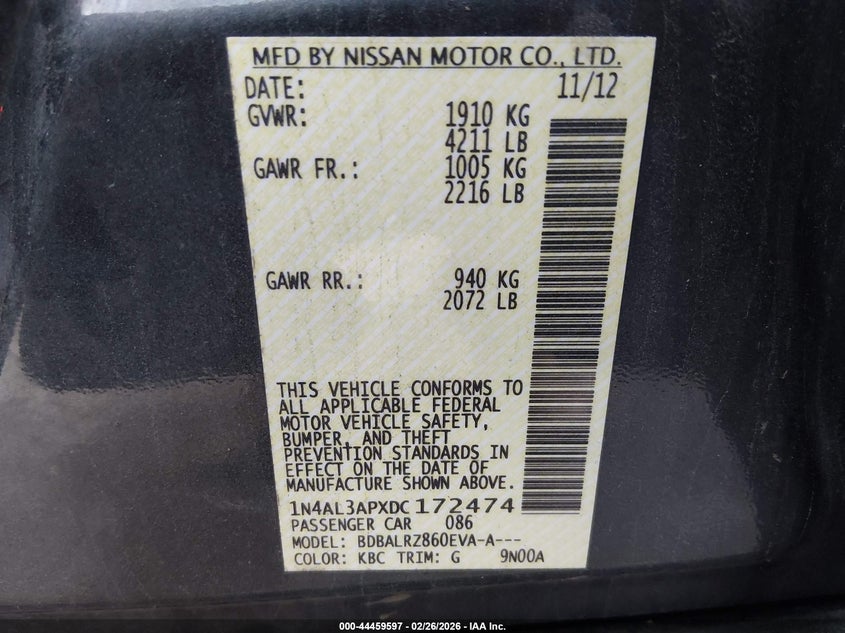 MFD BY NISSAN MOTOR CO., LTD.
DATE: 11/12
GVWR: 1910 KG
4211 LB
GAWR FR.: 1005 KG
2216 LB
GAWR RR.: 940 KG
2072 LB
THIS VEHICLE CONFORMS TO
ALL APPLICABLE FEDERAL
MOTOR VEHICLE SAFETY,
BUMPER, AND THEFT
PREVENTION STANDARDS IN
EFFECT ON THE DATE OF
MANUFACTURE SHOWN ABOVE.
1N4AL3APXDC172474
PASSENGER CAR 086
MODEL: BDBALRZ860EVA-A---
COLOR: KBC TRIM: G 9N00A
000-44459597 - 02/26/2026 - IAA Inc.